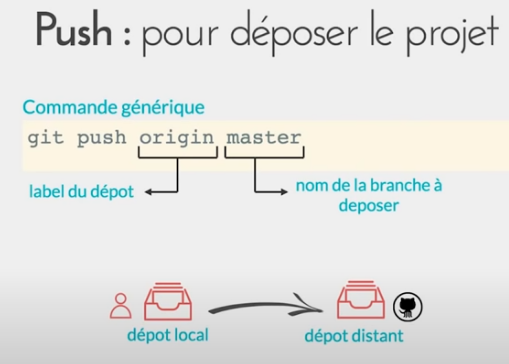 Push : pour déposer le projet
Commande générique
git push origin master
label du dépot
nom de la branche à
deposer
dépot local
dépot distant